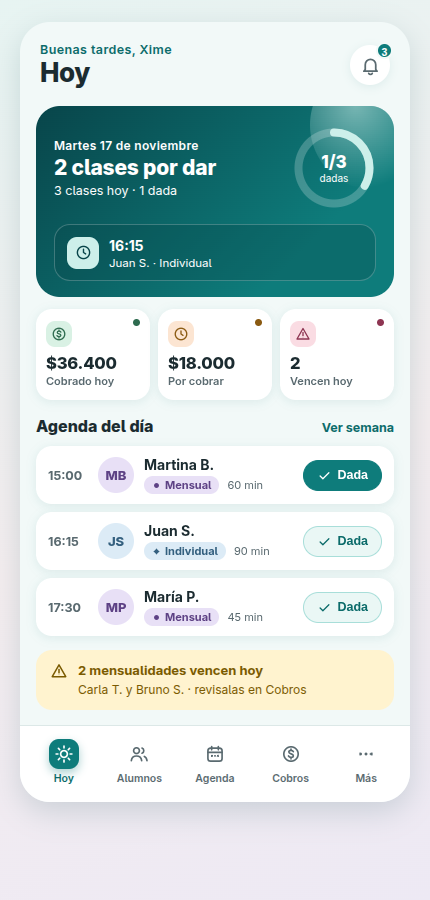 Buenas tardes, Xime
Hoy
3
Martes 17 de noviembre
2 clases por dar
3 clases hoy · 1 dada
1/3
dadas
16:15
Juan S. · Individual
$36.400
Cobrado hoy
$18.000
Por cobrar
2
Vencen hoy
Agenda del día
Ver semana
15:00
MB
Martina B.
Mensual
60 min
Dada
16:15
JS
Juan S.
Individual
90 min
Dada
17:30
MP
María P.
Mensual
45 min
Dada
2 mensualidades vencen hoy
Carla T. y Bruno S. · revisalas en Cobros
Hoy
Alumnos
Agenda
Cobros
Más